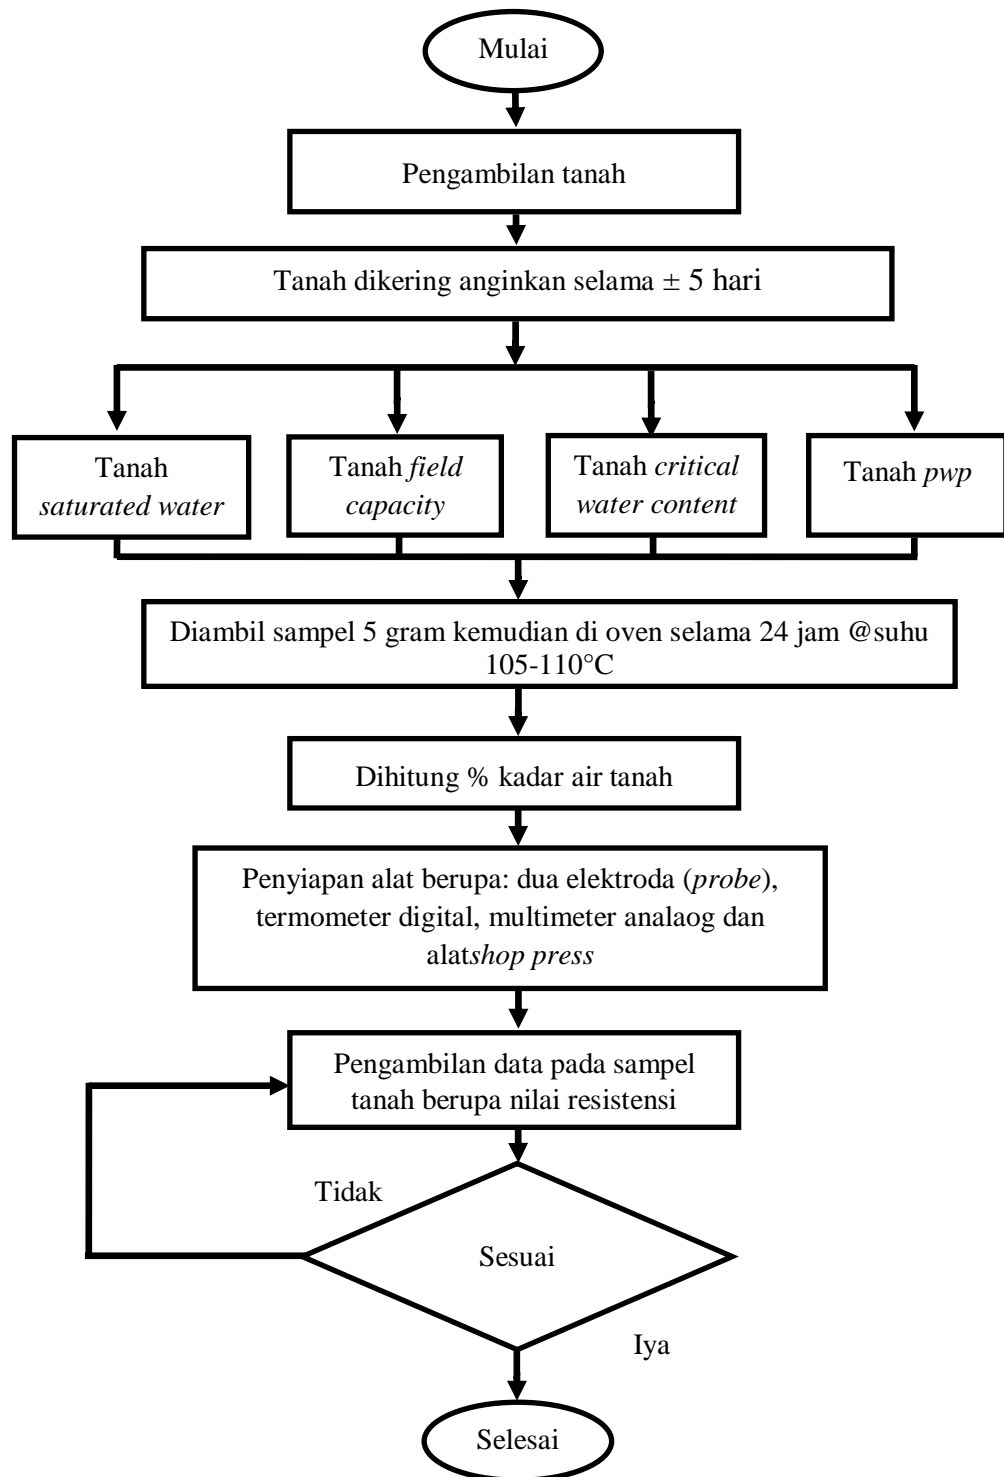 Mulai
Pengambilan tanah
Tanah dikering anginkan selama ± 5 hari
Tanah
saturated water
Tanah field
capacity
Tanah critical
water content
Tanah pwp
Diambil sampel 5 gram kemudian di oven selama 24 jam @suhu
105-110°C
Dihitung % kadar air tanah
Penyiapan alat berupa: dua elektroda (probe),
termometer digital, multimeter analaog dan
alatshop press
Pengambilan data pada sampel
tanah berupa nilai resistensi
Tidak
Sesuai
Iya
Selesai